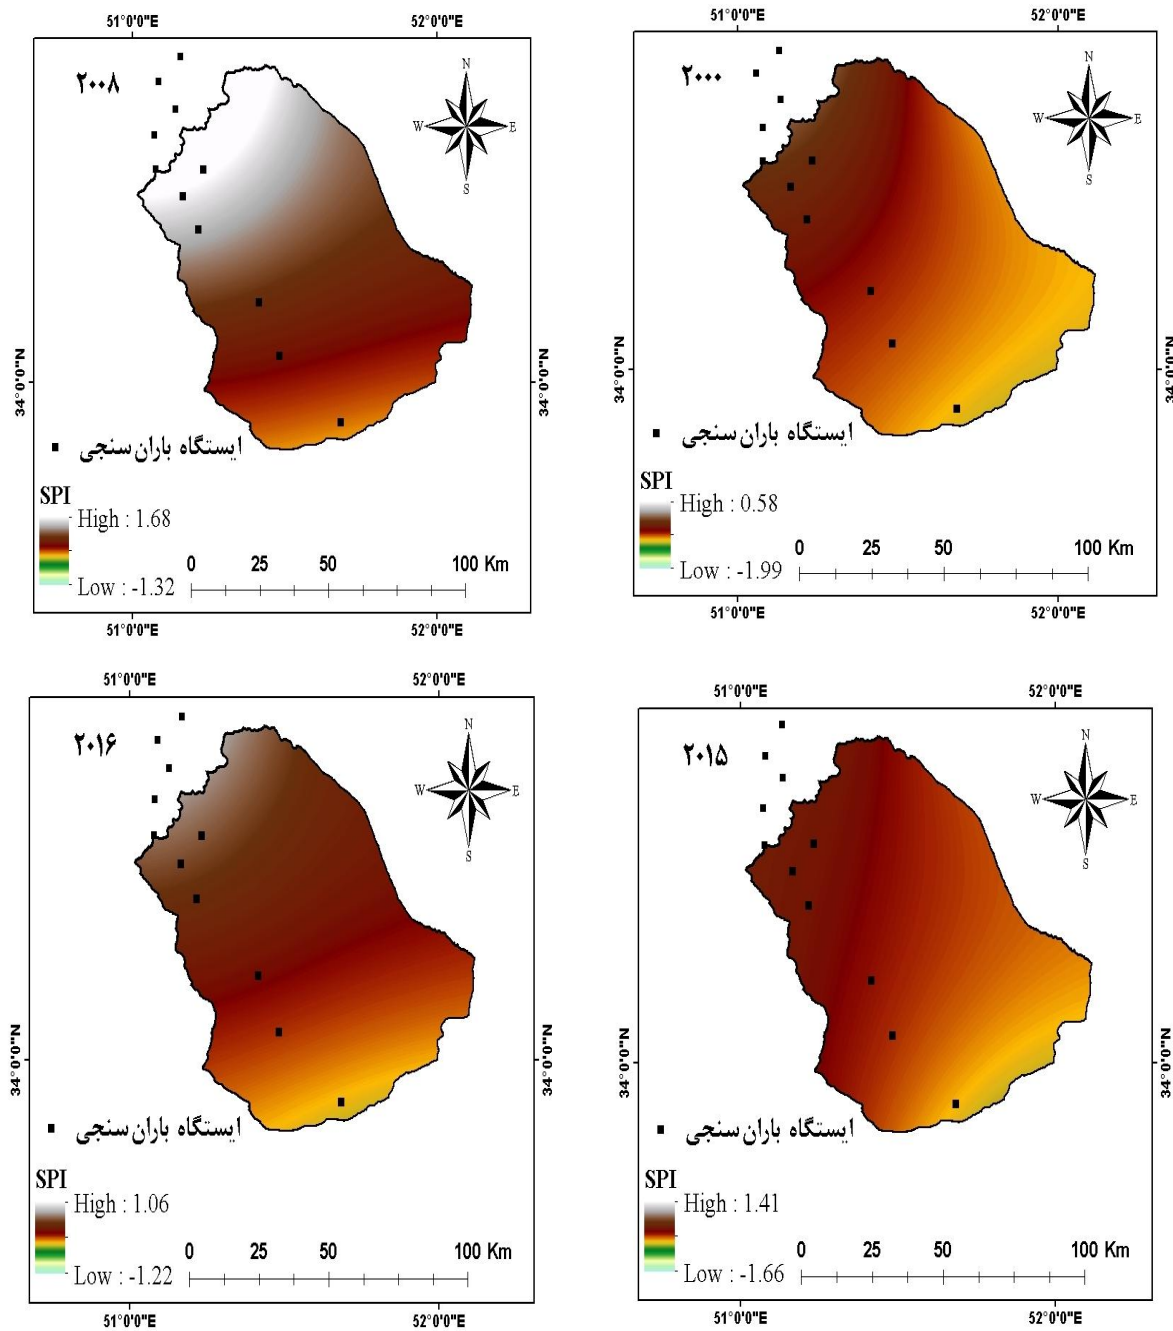 51°0'0"E 52°0'0"E
۲۰۰۸
N
W E
S
34°0'0"N 34°0'0"N
ایستگاه باران‌سنجی
SPI
High : 1.68
Low : -1.32
0 25 50 100 Km
51°0'0"E 52°0'0"E
51°0'0"E 52°0'0"E
۲۰۰۰
N
W E
S
34°0'0"N 34°0'0"N
ایستگاه باران‌سنجی
SPI
High : 0.58
Low : -1.99
0 25 50 100 Km
51°0'0"E 52°0'0"E
51°0'0"E 52°0'0"E
۲۰۱۶
N
W E
S
34°0'0"N 34°0'0"N
ایستگاه باران‌سنجی
SPI
High : 1.06
Low : -1.22
0 25 50 100 Km
51°0'0"E 52°0'0"E
51°0'0"E 52°0'0"E
۲۰۱۵
N
W E
S
34°0'0"N 34°0'0"N
ایستگاه باران‌سنجی
SPI
High : 1.41
Low : -1.66
0 25 50 100 Km
51°0'0"E 52°0'0"E